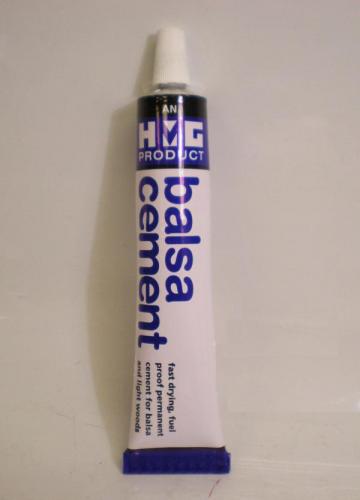 AN
HMG
PRODUCT
balsa
cement
fast drying, fuel
proof permanent
cement for balsa
and light woods